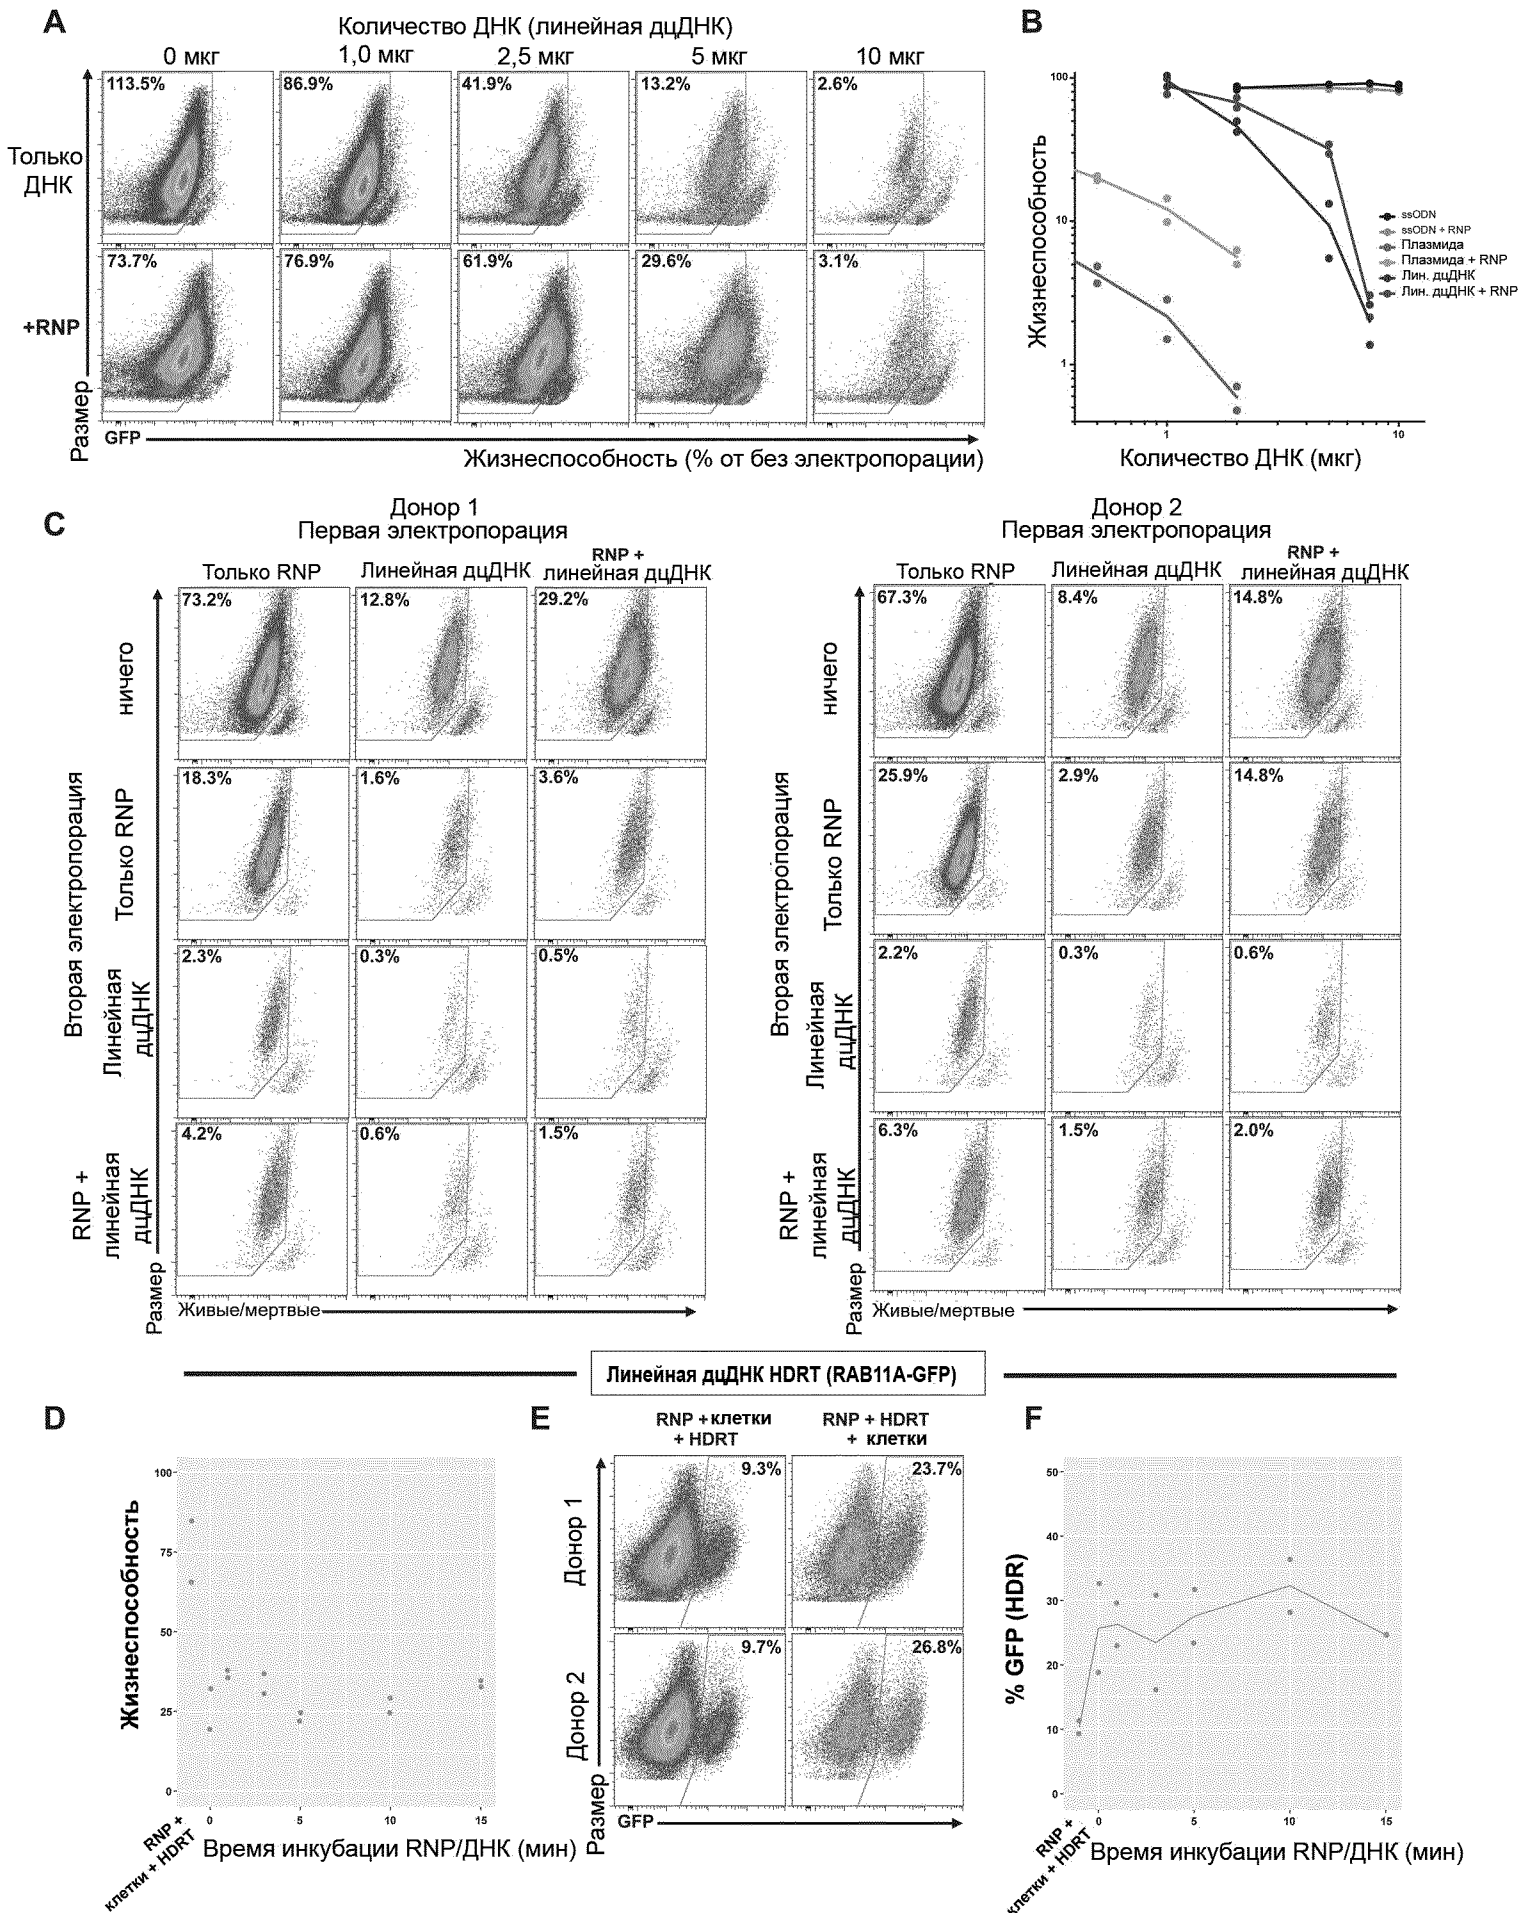 A
Количество ДНК (линейная дцДНК)
0 мкг 1,0 мкг 2,5 мкг 5 мкг 10 мкг
Только
ДНК
113.5% 86.9% 41.9% 13.2% 2.6%
+RNP
73.7% 76.9% 61.9% 29.6% 3.1%
Размер
GFP
Жизнеспособность (% от без электропорации)
B
Жизнеспособность
100
10
1
1 10
Количество ДНК (мкг)
ssODN
ssODN + RNP
Плазмида
Плазмида + RNP
Лин. дцДНК
Лин. дцДНК + RNP
C
Донор 1
Первая электропорация
Только RNP Линейная дцДНК RNP +
линейная дцДНК
Вторая электропорация
ничего
73.2% 12.8% 29.2%
Только RNP
18.3% 1.6% 3.6%
Линейная
дцДНК
2.3% 0.3% 0.5%
RNP +
линейная
дцДНК
4.2% 0.6% 1.5%
Размер
Живые/мертвые
Донор 2
Первая электропорация
Только RNP Линейная дцДНК RNP +
линейная дцДНК
Вторая электропорация
ничего
67.3% 8.4% 14.8%
Только RNP
25.9% 2.9% 14.8%
Линейная
дцДНК
2.2% 0.3% 0.6%
RNP +
линейная
дцДНК
6.3% 1.5% 2.0%
Размер
Живые/мертвые
Линейная дцДНК HDRT (RAB11A-GFP)
D
Жизнеспособность
100
75
50
25
0
RNP +
клетки + HDRT
0 5 10 15
Время инкубации RNP/ДНК (мин)
E
RNP + клетки
+ HDRT
RNP + HDRT
+ клетки
Донор 1
9.3% 23.7%
Донор 2
9.7% 26.8%
Размер
GFP
F
% GFP (HDR)
50
40
30
20
10
0
RNP +
клетки + HDRT
0 5 10 15
Время инкубации RNP/ДНК (мин)